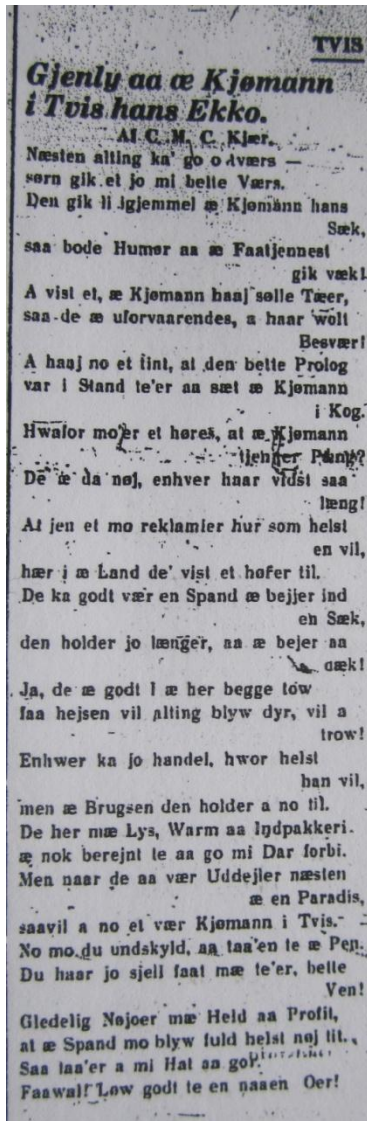 TVIS
Gjenly aa æ Kjømann
i Tvis hans Ekko.
Af C. M. C. Kjær.
Næsten alting ka' go odværs —
sørn gik et jo mi bette Værs.
Den gik li igjemmel æ Kjømann hans
Sæk,
saa bode Humør aa æ Faatjennest
gik væk!
A vist et, æ Kjømann haaj sølle Tæer,
saa de æ uforvaarendes, a haar wolt
Besvær!
A haaj no et tint, at den bette Prolog
var i Stand te'er aa sæt æ Kjømann
i Kog.
Hwafor mo er et høres, at æ Kjømann
tjener Peng?
De æ da nøj, enhver haar vidst saa
læng!
At jen et mo reklamier hur som helst
en vil,
hær i æ Land de' vist et høfer til.
De ka godt vær en Spand æ bejjer ind
eh Sæk,
den holder jo længer, aa æ bejer aa
dæk!
Ja, de æ godt I æ her begge tow
faa hejsen vil Alting blyw dyr, vil a
trow!
Enhwer ka jo handel, hwor helst
han vil,
men æ Brugsen den holder a no til.
De her mæ Lys, Warm aa Indpakkeri.
æ nok berejnt te aa go mi Dar forbi.
Men naar de aa vær Uddejler næsten
æ en Paradis,
saavil a no et vær Kjømann i Tvis.
No mo du undskyld, aa taa'en te æ Pen.
Du haar jo sjell faat mæ te'er, bette
Ven!
Gledelig Nøjoer mæ Held aa Profit,
at æ Spand mo blyw fuld helst nøj tit.
Saa taa'er a mi Hat aa gor.
Faawal! Low godt te en naaen Oer!